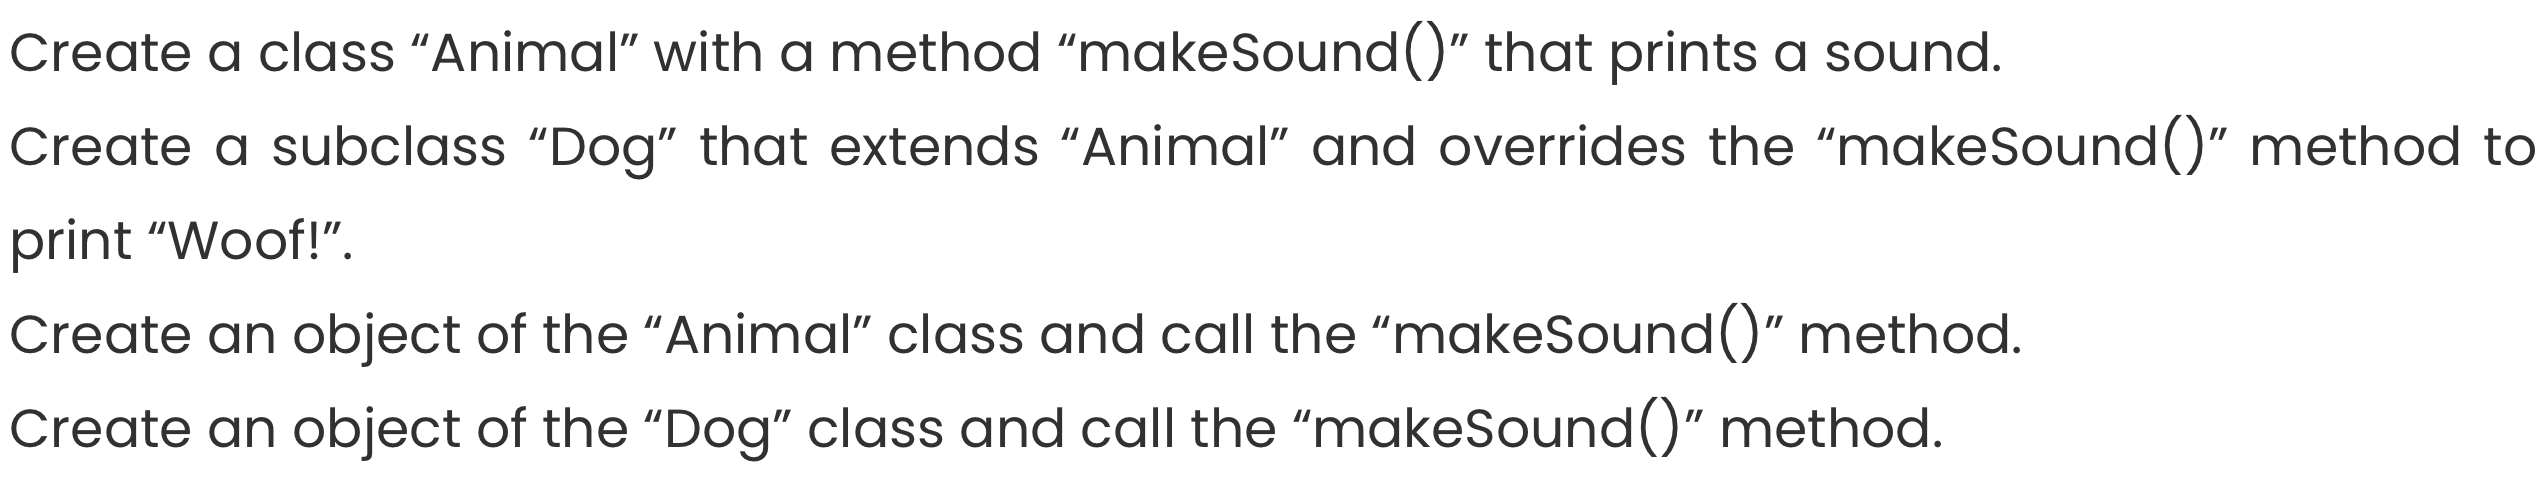 Create a class “Animal” with a method “makeSound()” that prints a sound.
Create a subclass “Dog” that extends “Animal” and overrides the “makeSound()” method to
print “Woof!”.
Create an object of the “Animal” class and call the “makeSound()” method.
Create an object of the “Dog” class and call the “makeSound()” method.